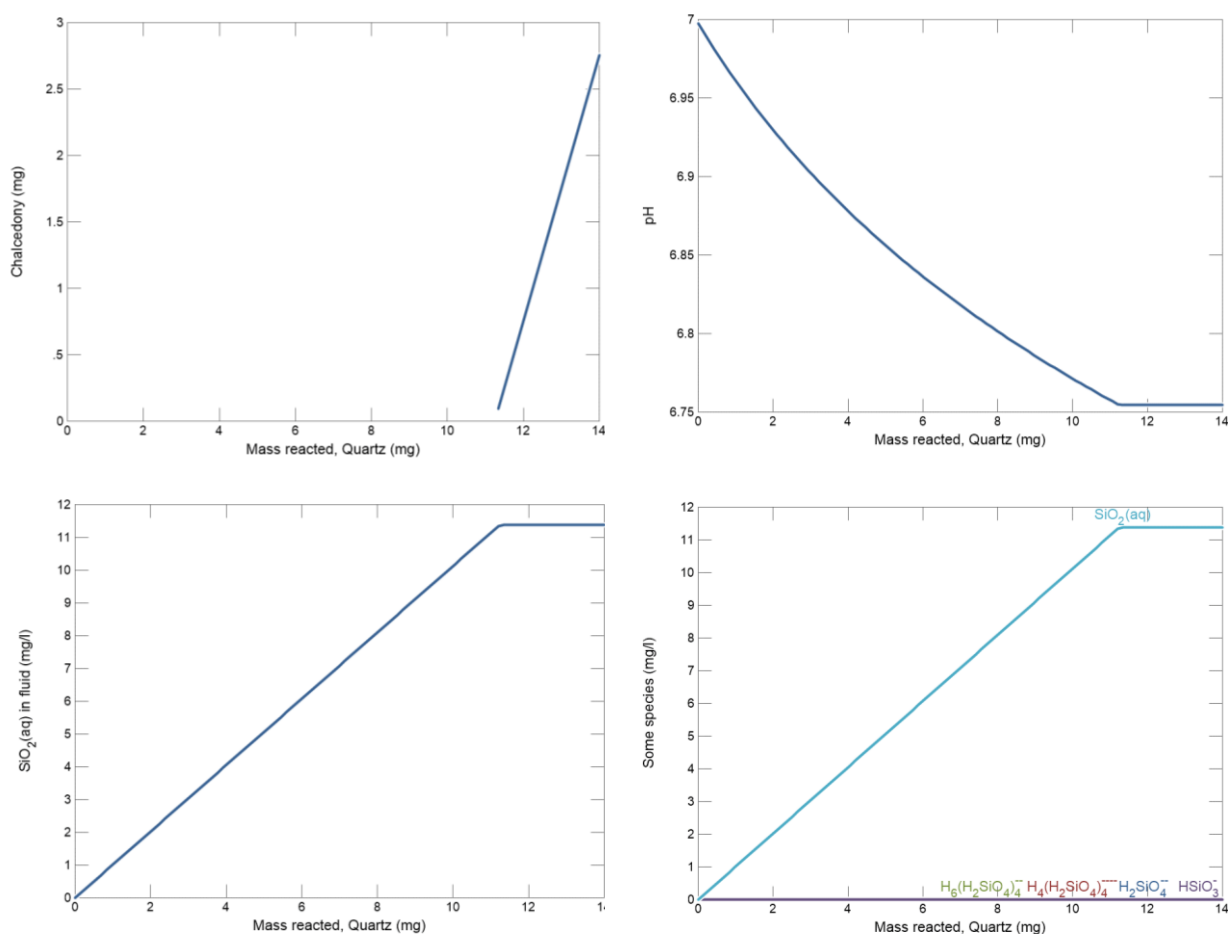 3
2.5
2
1.5
1
.5
0
Chalcedony (mg)
0 2 4 6 8 10 12 14
Mass reacted, Quartz (mg)
7
6.95
6.9
6.85
6.8
6.75
pH
0 2 4 6 8 10 12 14
Mass reacted, Quartz (mg)
12
11
10
9
8
7
6
5
4
3
2
1
0
SiO₂(aq) in fluid (mg/l)
0 2 4 6 8 10 12 14
Mass reacted, Quartz (mg)
12
11
10
9
8
7
6
5
4
3
2
1
0
Some species (mg/l)
SiO₂(aq)
H₆(H₂SiO₄)₄⁻⁻ H₄(H₂SiO₄)₄⁻⁻⁻⁻ H₂SiO₄⁻⁻ HSiO₃⁻
0 2 4 6 8 10 12 14
Mass reacted, Quartz (mg)